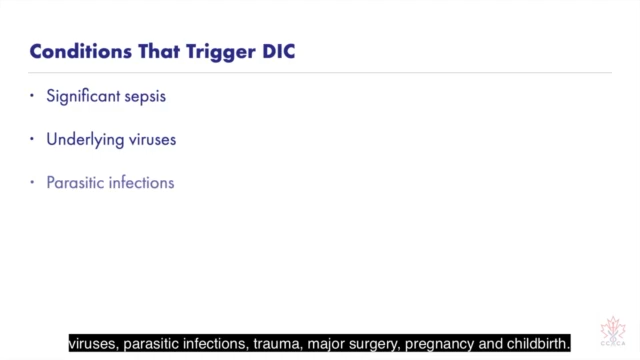 Conditions That Trigger DIC
• Significant sepsis
• Underlying viruses
• Parasitic infections
CCSCA
viruses, parasitic infections, trauma, major surgery, pregnancy and childbirth.